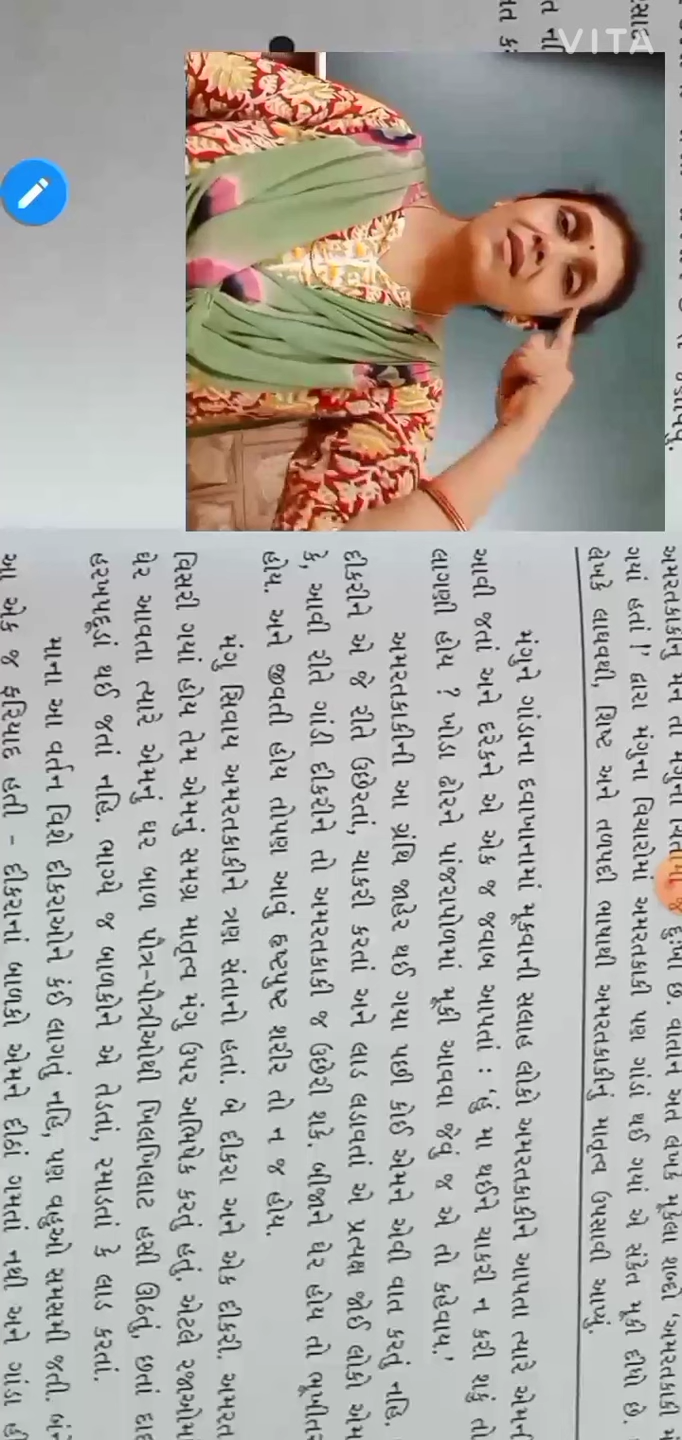 VITA
અમરતકાકીનું મન તો મંગુના
ગયાં હતાં!' દ્વારા મંગુના વિચારોમાં અમરતકાકી પણ ગાંડાં થઈ ગયાં એ સંકેત મૂકી દીધો છે.
લેખકે લાઘવથી, શિષ્ટ અને તળપદી ભાષાથી અમરતકાકીનું માતૃત્વ ઉપસાવી આપ્યું.
મંગુને ગાંડાના દવાખાનામાં મૂકવાની સલાહ લોકો અમરતકાકીને આપતા ત્યારે એમની
આવી જતાં અને દરેકને એ એક જ જવાબ આપતાં : 'હું મા થઈને ચાકરી ન કરી શકું તો
લાગણી હોય ? ખોડા ઢોરને પાંજરાપોળમાં મૂકી આવવા જેવું જ એ તો કહેવાય.'
અમરતકાકીની આ ગ્રંથિ જાહેર થઈ ગયા પછી કોઈ એમને એવી વાત કરતું નહિ.
દીકરીને એ જે રીતે ઉછેરતાં, ચાકરી કરતાં અને લાડ લડાવતાં એ પ્રત્યક્ષ જોઈ લોકો એમ
કે, આવી રીતે ગાંડી દીકરીને તો અમરતકાકી જ ઉછેરી શકે. બીજાને ઘેર હોય તો ભૂખીતર
હોય. અને જીવતી હોય તોપણ આવું હૃષ્ટપુષ્ટ શરીર તો ન જ હોય.
મંગુ સિવાય અમરતકાકીને ત્રણ સંતાનો હતાં. બે દીકરા અને એક દીકરી. અમરત
વિસરી ગયાં હોય તેમ એમનું સમગ્ર માતૃત્વ મંગુ ઉપર અભિષેક કરતું હતું. એટલે રજાઓમાં
ઘેર આવતા ત્યારે એમનું ઘર બાળ પૌત્ર-પૌત્રીઓથી ખિલખિલાટ હસી ઊઠતું, છતાં દાદી
હરખપદૂડાં થઈ જતાં નહિ. ભાગ્યે જ બાળકોને એ તેડતાં, રમાડતાં કે લાડ કરતાં.
માના આ વર્તન વિશે દીકરાઓને કંઈ લાગતું નહિ, પણ વહુઓ સમસમી જતી.
આ એક જ ફરિયાદ હતી - દીકરાનાં બાળકો એમને દીઠાં ગમતાં નથી અને ગાંડા